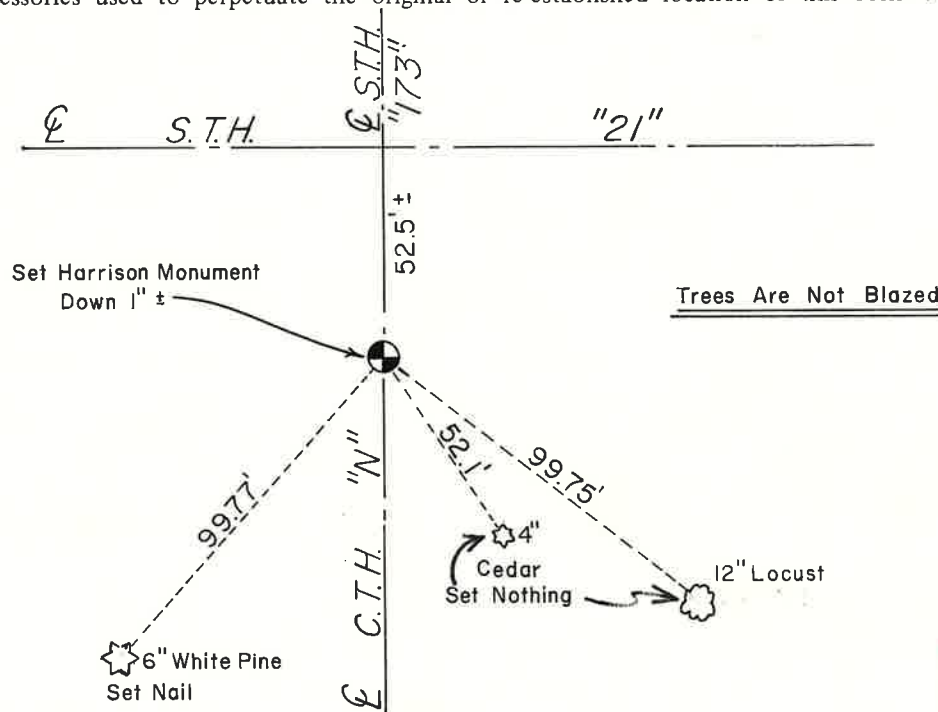 essories used to perpetuate the original or re-established location of this
℄ S.T.H.
"173"
℄ S.T.H. "21"
52.5' ±
Set Harrison Monument
Down 1" ±
Trees Are Not Blazed
99.77'
52.1'
99.75'
℄ C.T.H. "N"
4"
Cedar
Set Nothing
12" Locust
6" White Pine
Set Nail